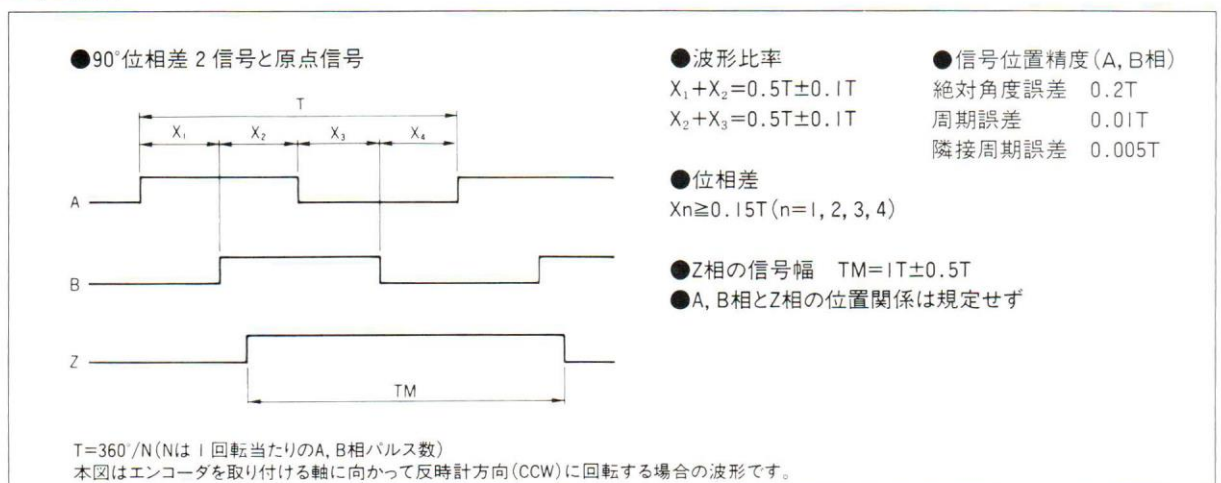 ●90°位相差2信号と原点信号
T
X₁ X₂ X₃ X₄
A
B
Z
TM
●波形比率
X₁+X₂=0.5T±0.1T
X₂+X₃=0.5T±0.1T
●位相差
Xn≧0.15T(n=1,2,3,4)
●Z相の信号幅 TM=1T±0.5T
●A,B相とZ相の位置関係は規定せず
●信号位置精度(A,B相)
絶対角度誤差 0.2T
周期誤差 0.01T
隣接周期誤差 0.005T
T=360°/N(Nは1回転当たりのA,B相パルス数)
本図はエンコーダを取り付ける軸に向かって反時計方向(CCW)に回転する場合の波形です。